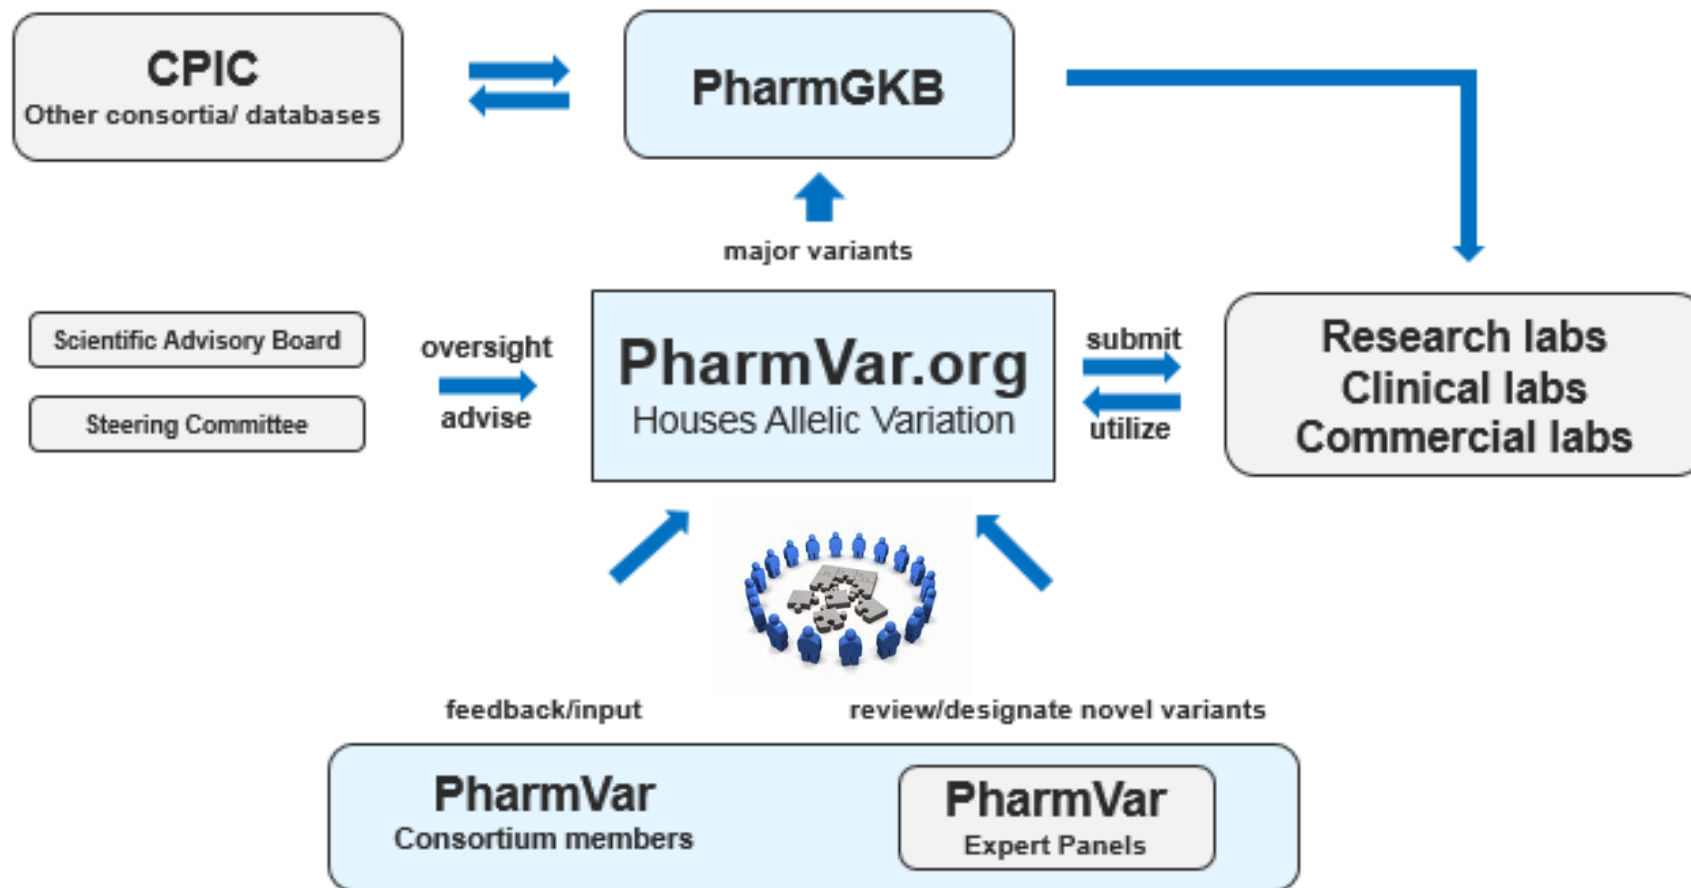 CPIC
Other consortia/ databases
PharmGKB
major variants
Scientific Advisory Board
Steering Committee
oversight
advise
PharmVar.org
Houses Allelic Variation
submit
utilize
Research labs
Clinical labs
Commercial labs
feedback/input
review/designate novel variants
PharmVar
Consortium members
PharmVar
Expert Panels